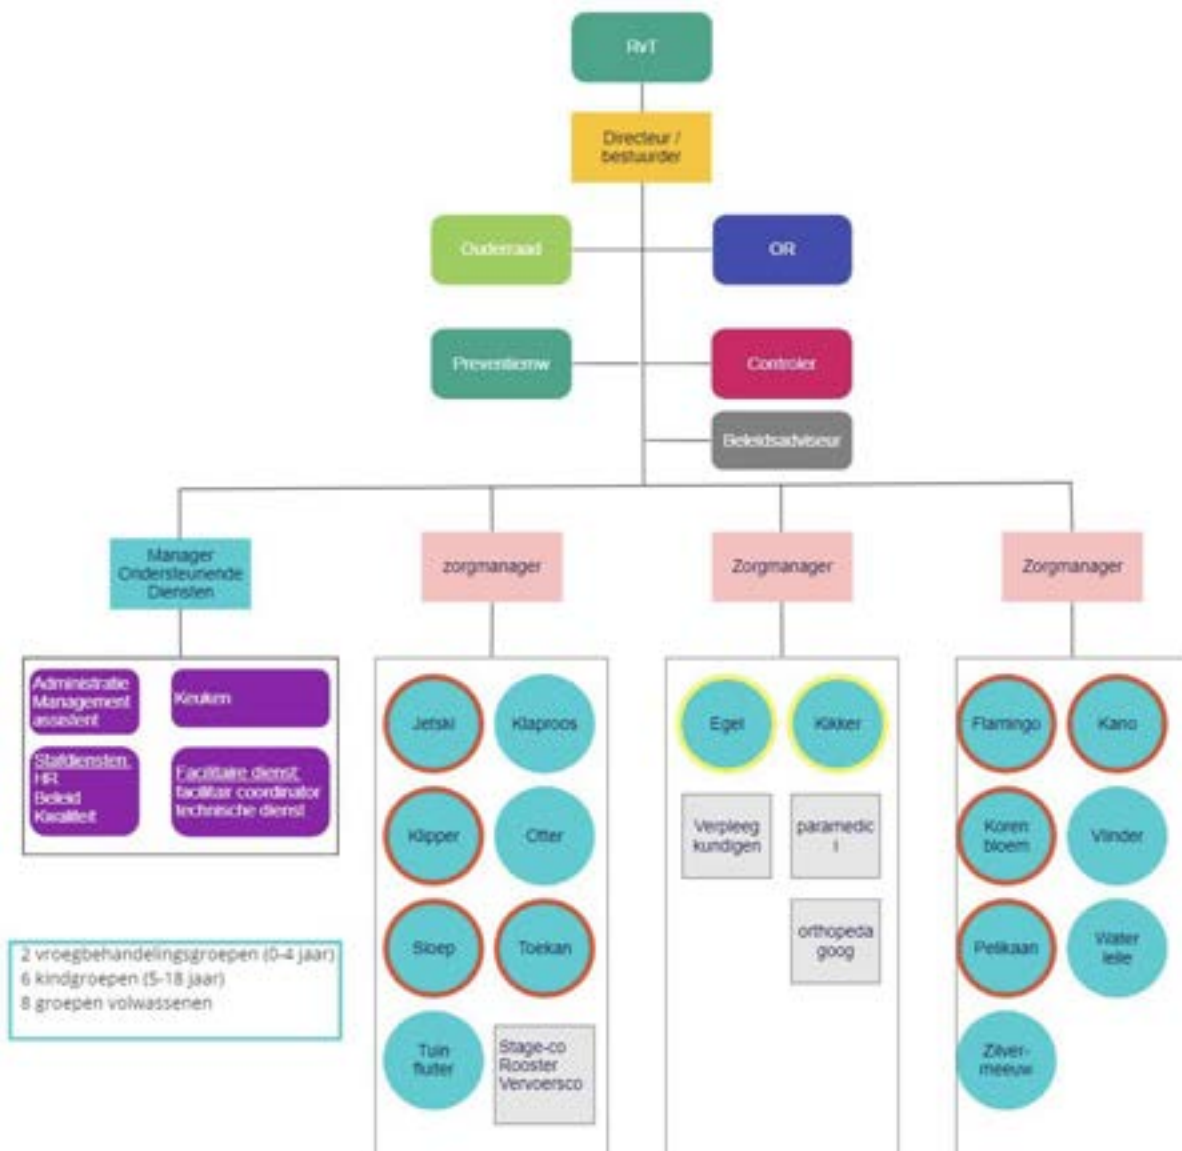 RvT
Directeur /
bestuurder
Ouderraad
OR
Preventiemw
Controler
Beleidsadviseur
Manager
Ondersteunende
Diensten
zorgmanager
Zorgmanager
Zorgmanager
Administratie
Management
assistent
Keuken
Stafdiensten
HR
Beleid
Kwaliteit
Facilitaire dienst
facilitair coordinator
technische dienst
Jetski
Klaproos
Klipper
Otter
Sloep
Toekan
Tuin
fluiter
Stage-co
Rooster
Vervoersco
Egel
Kikker
Verpleeg
kundigen
paramedic
i
orthopeda
goog
Flamingo
Kano
Koren
bloem
Vlinder
Pelikaan
Water
lelie
Zilver-
meeuw
2 vroegbehandelingsgroepen (0-4 jaar)
6 kindgroepen (5-18 jaar)
8 groepen volwassenen